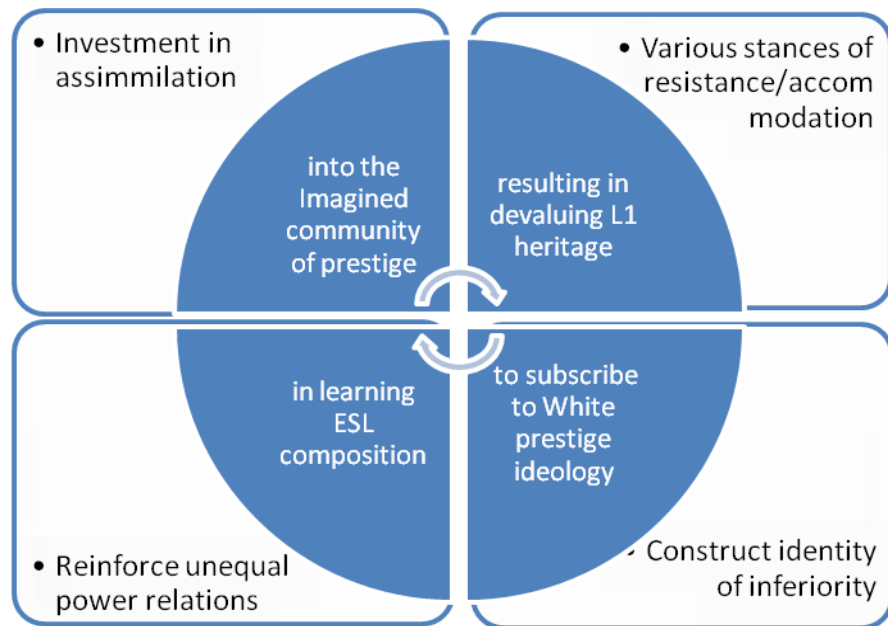 • Investment in
assimmilation
into the
Imagined
community
of prestige
• Various stances of
resistance/accom
modation
resulting in
devaluing L1
heritage
in learning
ESL
composition
• Reinforce unequal
power relations
to subscribe
to White
prestige
ideology
• Construct identity
of inferiority